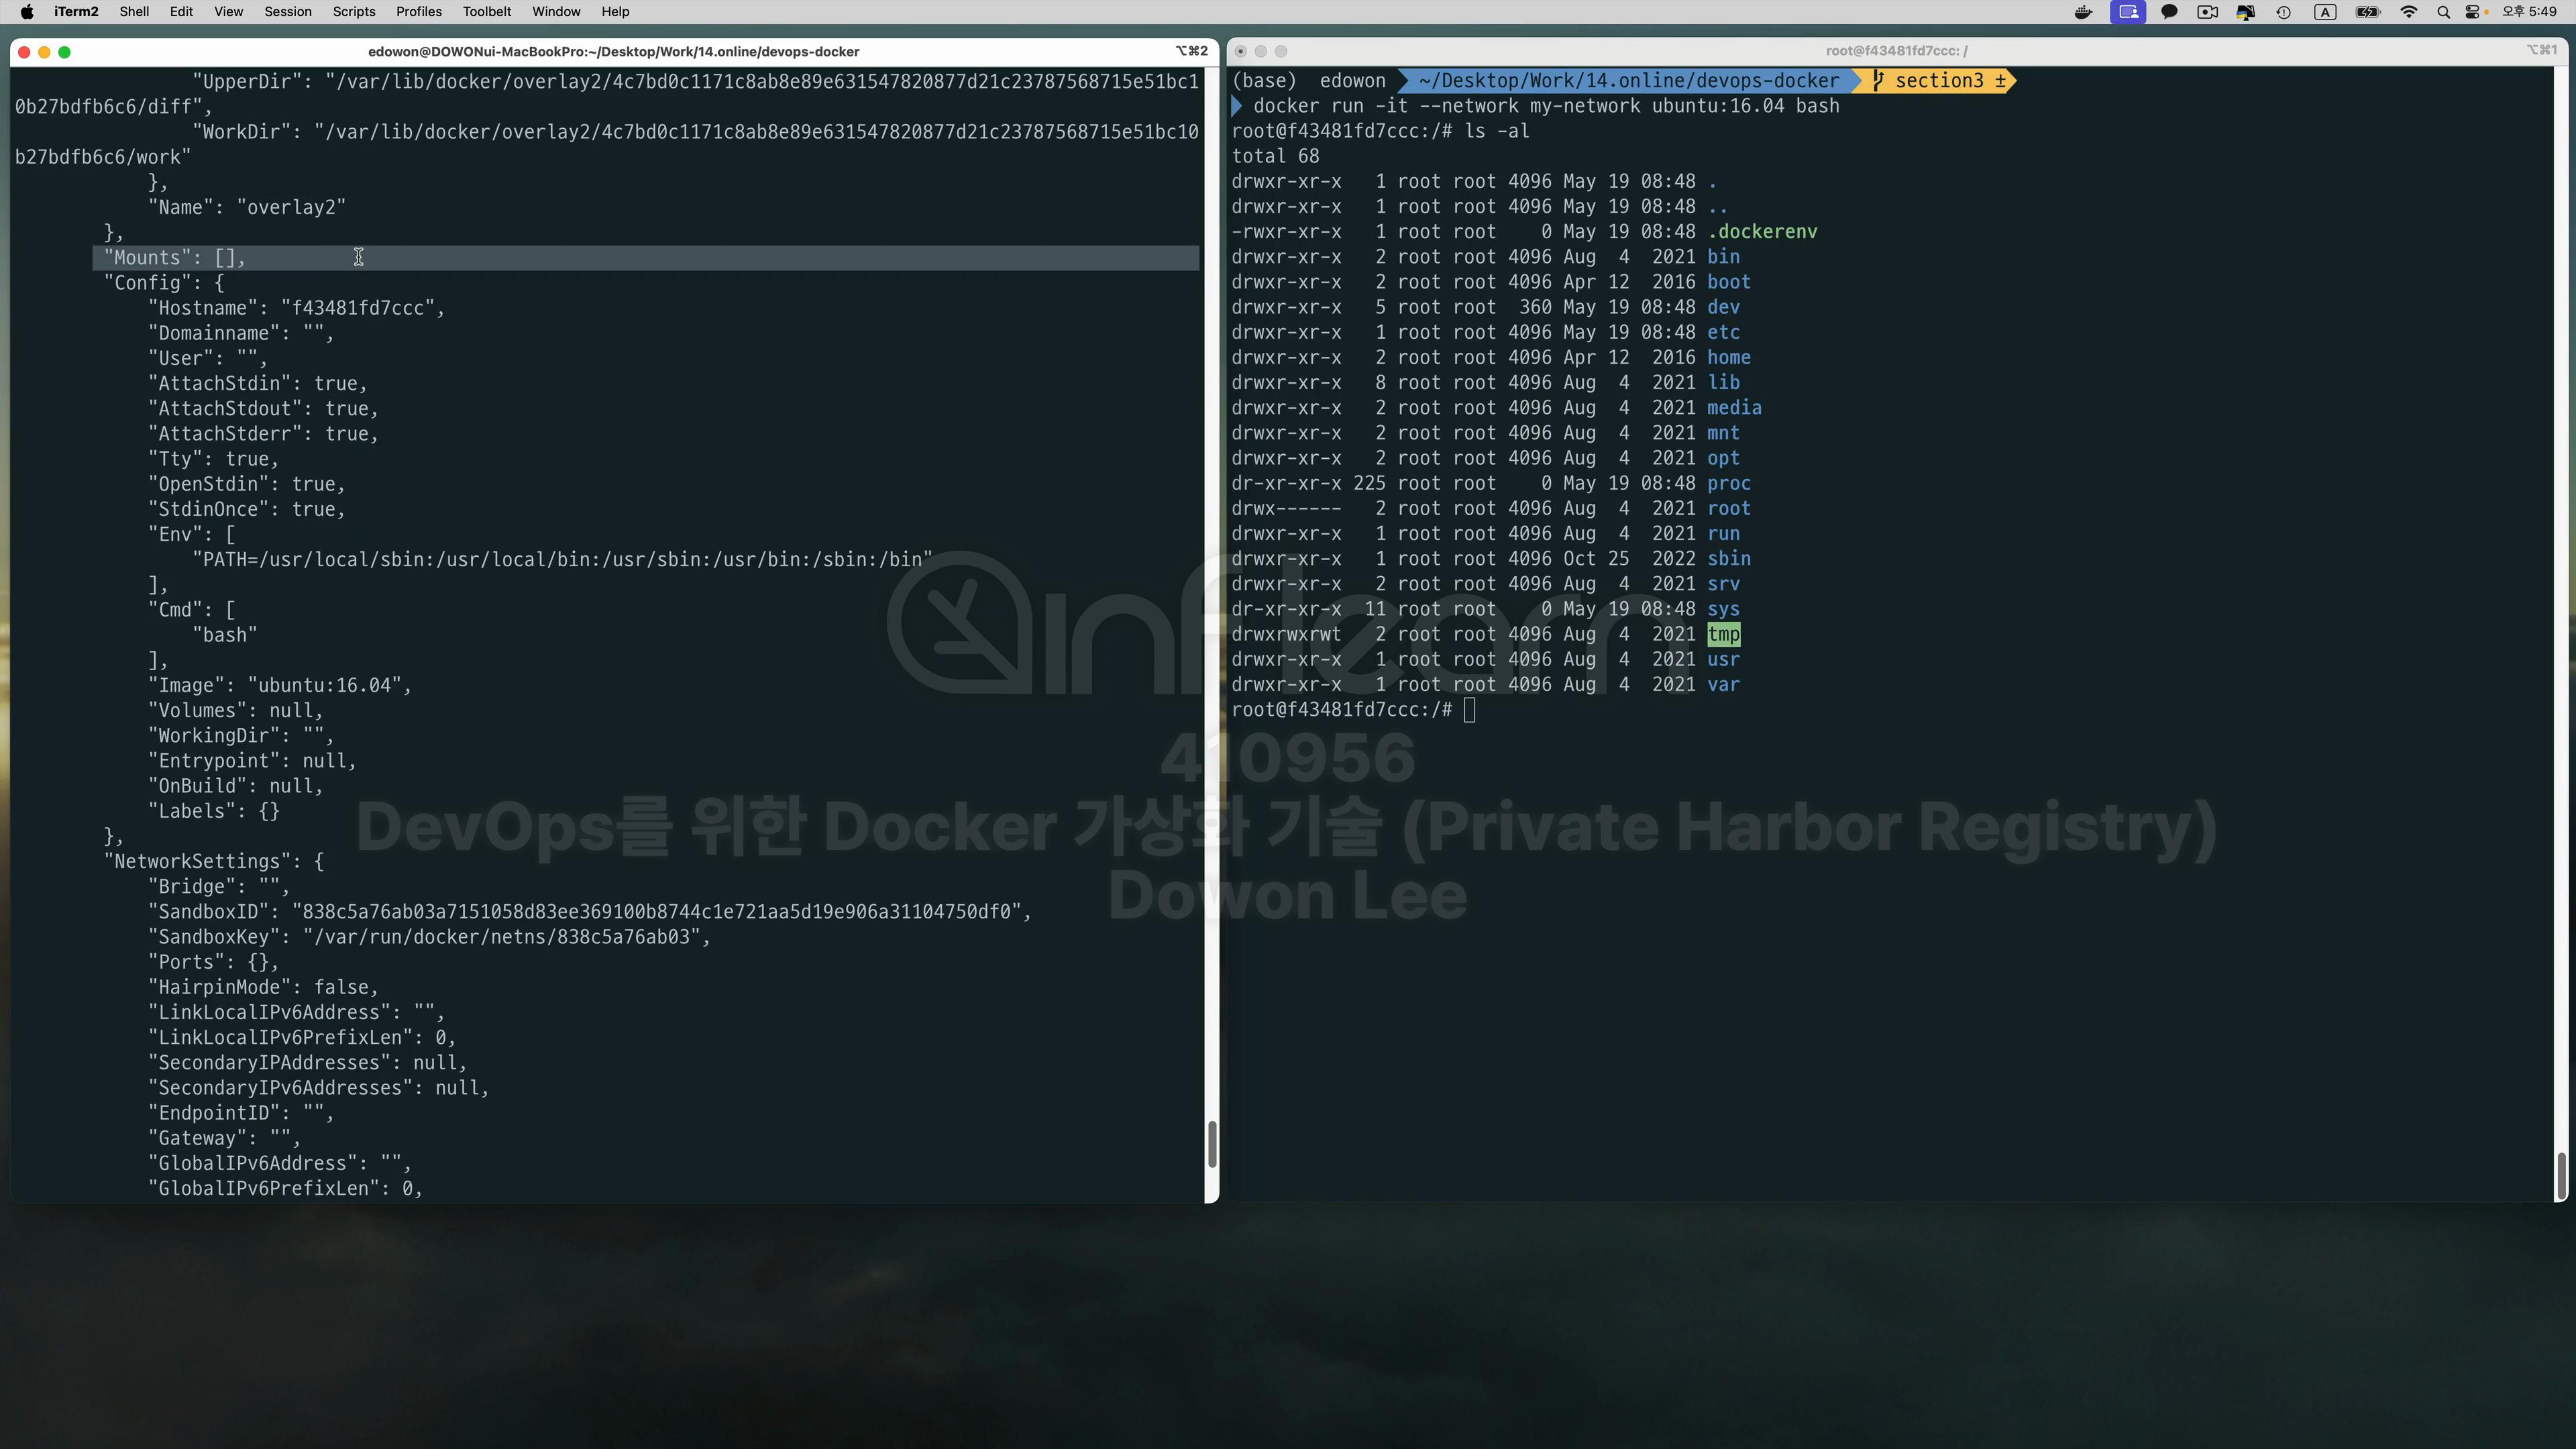 iTerm2 Shell Edit View Session Scripts Profiles Toolbelt Window Help
A 오후 5:49
edowon@DOWONui-MacBookPro:~/Desktop/Work/14.online/devops-docker ⌥⌘2
"UpperDir": "/var/lib/docker/overlay2/4c7bd0c1171c8ab8e89e631547820877d21c23787568715e51bc1
0b27bdfb6c6/diff",
"WorkDir": "/var/lib/docker/overlay2/4c7bd0c1171c8ab8e89e631547820877d21c23787568715e51bc10
b27bdfb6c6/work"
},
"Name": "overlay2"
},
"Mounts": [],
"Config": {
"Hostname": "f43481fd7ccc",
"Domainname": "",
"User": "",
"AttachStdin": true,
"AttachStdout": true,
"AttachStderr": true,
"Tty": true,
"OpenStdin": true,
"StdinOnce": true,
"Env": [
"PATH=/usr/local/sbin:/usr/local/bin:/usr/sbin:/usr/bin:/sbin:/bin"
],
"Cmd": [
"bash"
],
"Image": "ubuntu:16.04",
"Volumes": null,
"WorkingDir": "",
"Entrypoint": null,
"OnBuild": null,
"Labels": {}
},
"NetworkSettings": {
"Bridge": "",
"SandboxID": "838c5a76ab03a7151058d83ee369100b8744c1e721aa5d19e906a31104750df0",
"SandboxKey": "/var/run/docker/netns/838c5a76ab03",
"Ports": {},
"HairpinMode": false,
"LinkLocalIPv6Address": "",
"LinkLocalIPv6PrefixLen": 0,
"SecondaryIPAddresses": null,
"SecondaryIPv6Addresses": null,
"EndpointID": "",
"Gateway": "",
"GlobalIPv6Address": "",
"GlobalIPv6PrefixLen": 0,
root@f43481fd7ccc: / ⌥⌘1
(base) edowon ~/Desktop/Work/14.online/devops-docker section3 ±
docker run -it --network my-network ubuntu:16.04 bash
root@f43481fd7ccc:/# ls -al
total 68
drwxr-xr-x 1 root root 4096 May 19 08:48 .
drwxr-xr-x 1 root root 4096 May 19 08:48 ..
-rwxr-xr-x 1 root root 0 May 19 08:48 .dockerenv
drwxr-xr-x 2 root root 4096 Aug 4 2021 bin
drwxr-xr-x 2 root root 4096 Apr 12 2016 boot
drwxr-xr-x 5 root root 360 May 19 08:48 dev
drwxr-xr-x 1 root root 4096 May 19 08:48 etc
drwxr-xr-x 2 root root 4096 Apr 12 2016 home
drwxr-xr-x 8 root root 4096 Aug 4 2021 lib
drwxr-xr-x 2 root root 4096 Aug 4 2021 media
drwxr-xr-x 2 root root 4096 Aug 4 2021 mnt
drwxr-xr-x 2 root root 4096 Aug 4 2021 opt
dr-xr-xr-x 225 root root 0 May 19 08:48 proc
drwx------ 2 root root 4096 Aug 4 2021 root
drwxr-xr-x 1 root root 4096 Aug 4 2021 run
drwxr-xr-x 1 root root 4096 Oct 25 2022 sbin
drwxr-xr-x 2 root root 4096 Aug 4 2021 srv
dr-xr-xr-x 11 root root 0 May 19 08:48 sys
drwxrwxrwt 2 root root 4096 Aug 4 2021 tmp
drwxr-xr-x 1 root root 4096 Aug 4 2021 usr
drwxr-xr-x 1 root root 4096 Aug 4 2021 var
root@f43481fd7ccc:/#
inflearn
410956
DevOps를 위한 Docker 가상화 기술 (Private Harbor Registry)
Dowon Lee